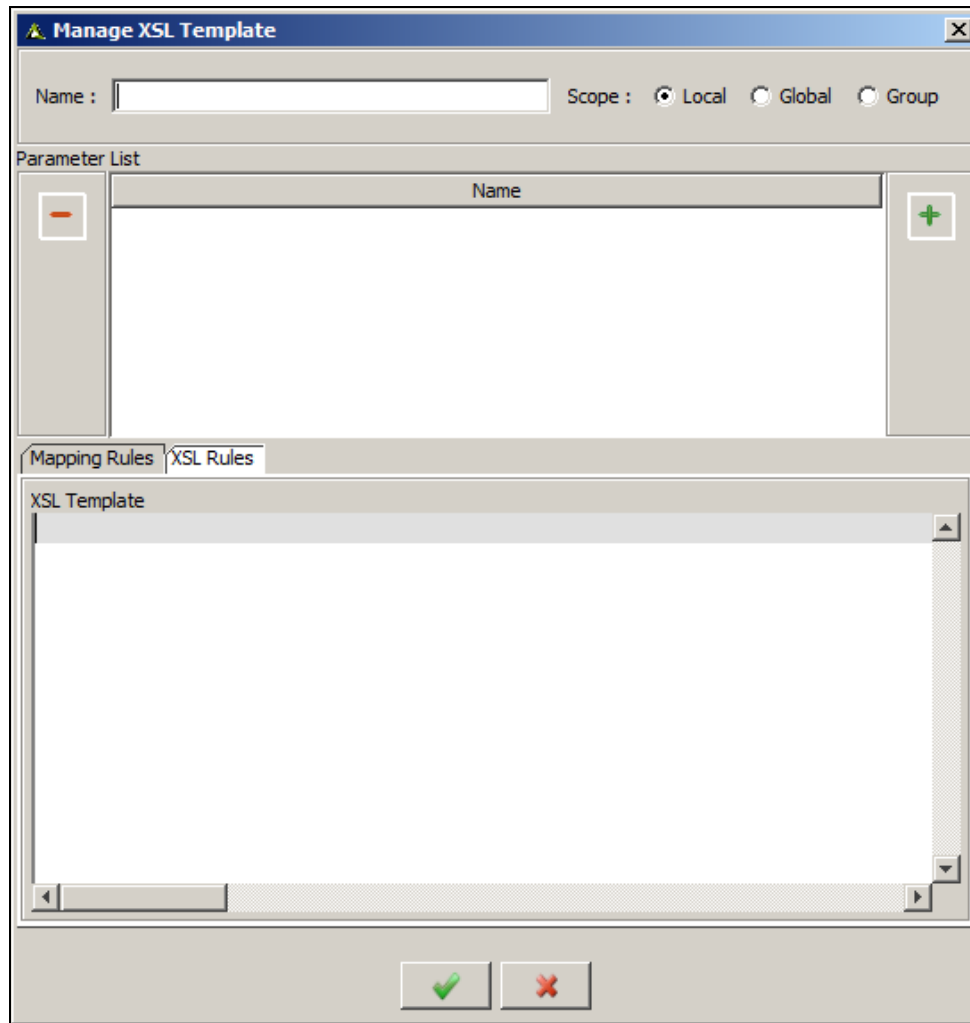 Manage XSL Template
Name : Scope : Local Global Group
Parameter List
Name
Mapping Rules XSL Rules
XSL Template